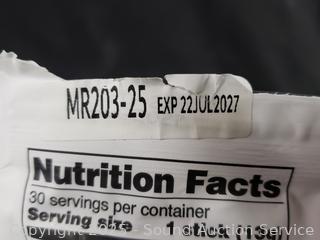 MR203-25 EXP 22JUL2027
Nutrition Facts
30 servings per container
Serving size
Copyright 2025 - Sound Auction Service